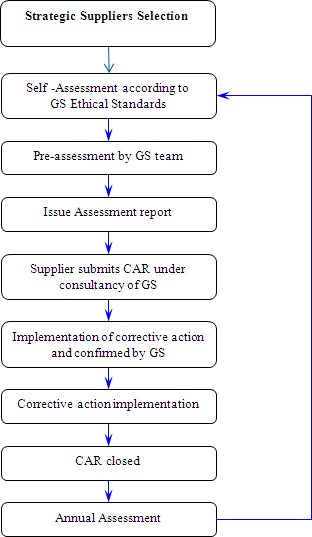 Strategic Suppliers Selection
Self -Assessment according to
GS Ethical Standards
Pre-assessment by GS team
Issue Assessment report
Supplier submits CAR under
consultancy of GS
Implementation of corrective action
and confirmed by GS
Corrective action implementation
CAR closed
Annual Assessment